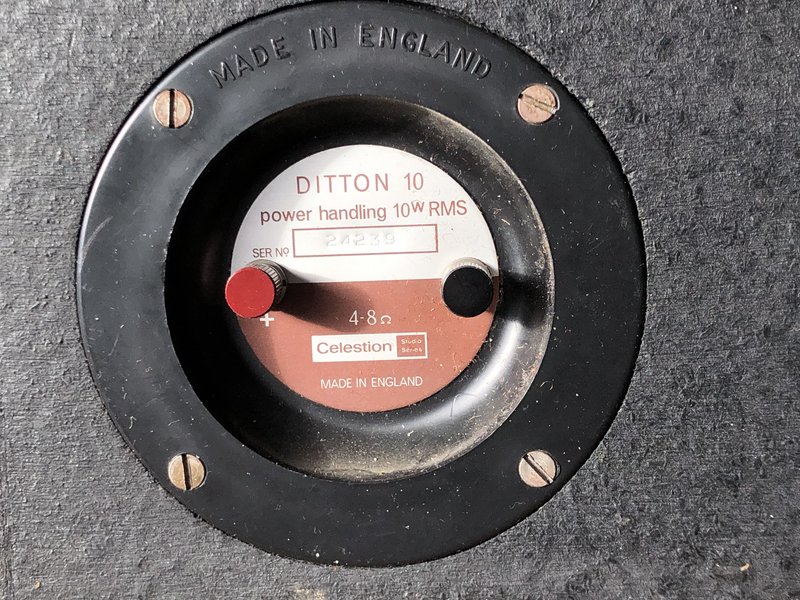 MADE IN ENGLAND
DITTON 10
power handling 10W RMS
SER Nº 24239
+
4-8Ω
Celestion Studio Series
MADE IN ENGLAND